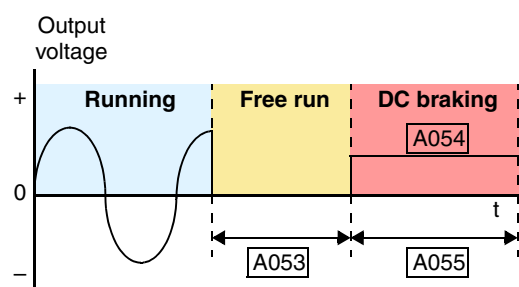 Output
voltage
+
Running
Free run
DC braking
A054
0
t
A053
A055
–